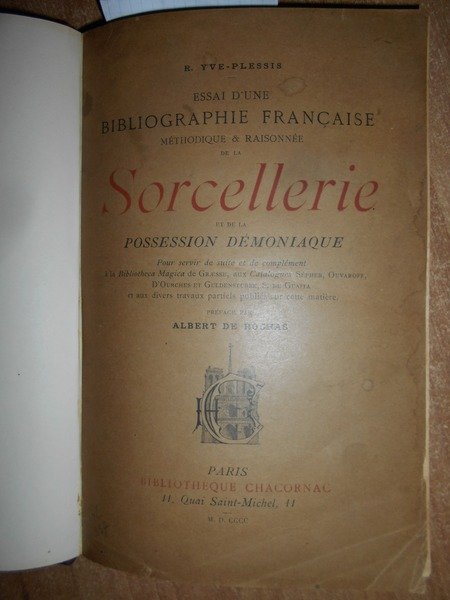 R. YVE-PLESSIS
ESSAI D'UNE
BIBLIOGRAPHIE FRANÇAISE
MÉTHODIQUE & RAISONNÉE
DE LA
Sorcellerie
ET DE LA
POSSESSION DÉMONIAQUE
Pour servir de suite et de complément
à la Bibliotheca Magica de GRÆSSE, aux Catalogues SÉPHER, OUVAROFF,
D'OURCHES ET GULDENSTUBBE, S. DE GUAITA
et aux divers travaux partiels publiés sur cette matière.
PRÉFACE PAR
ALBERT DE ROCHAS
PARIS
BIBLIOTHÈQUE CHACORNAC
11, Quai Saint-Michel, 11
M. D. CCCC